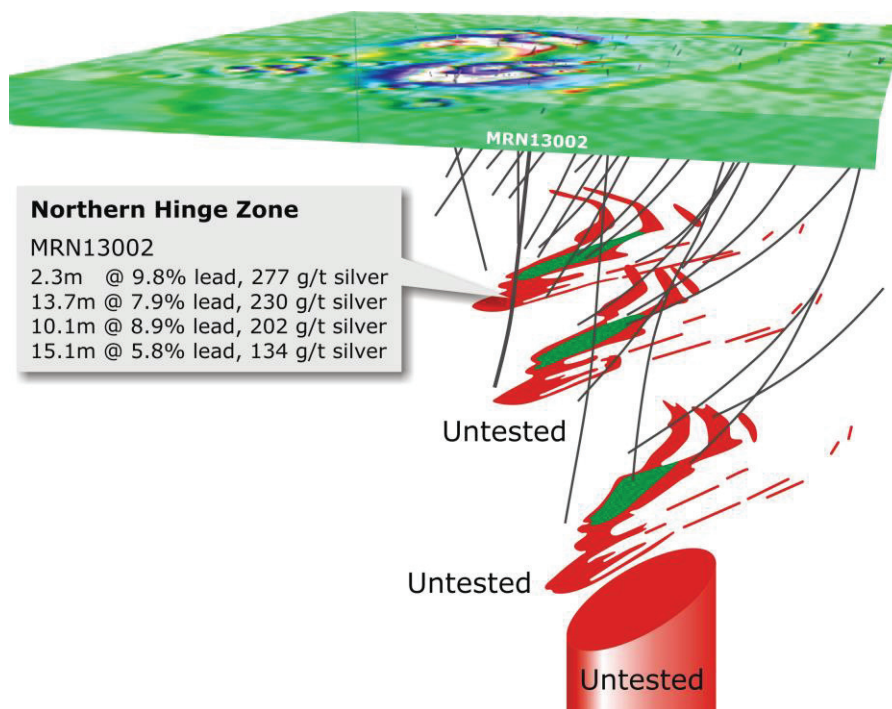 MRN13002
Northern Hinge Zone
MRN13002
2.3m @ 9.8% lead, 277 g/t silver
13.7m @ 7.9% lead, 230 g/t silver
10.1m @ 8.9% lead, 202 g/t silver
15.1m @ 5.8% lead, 134 g/t silver
Untested
Untested
Untested